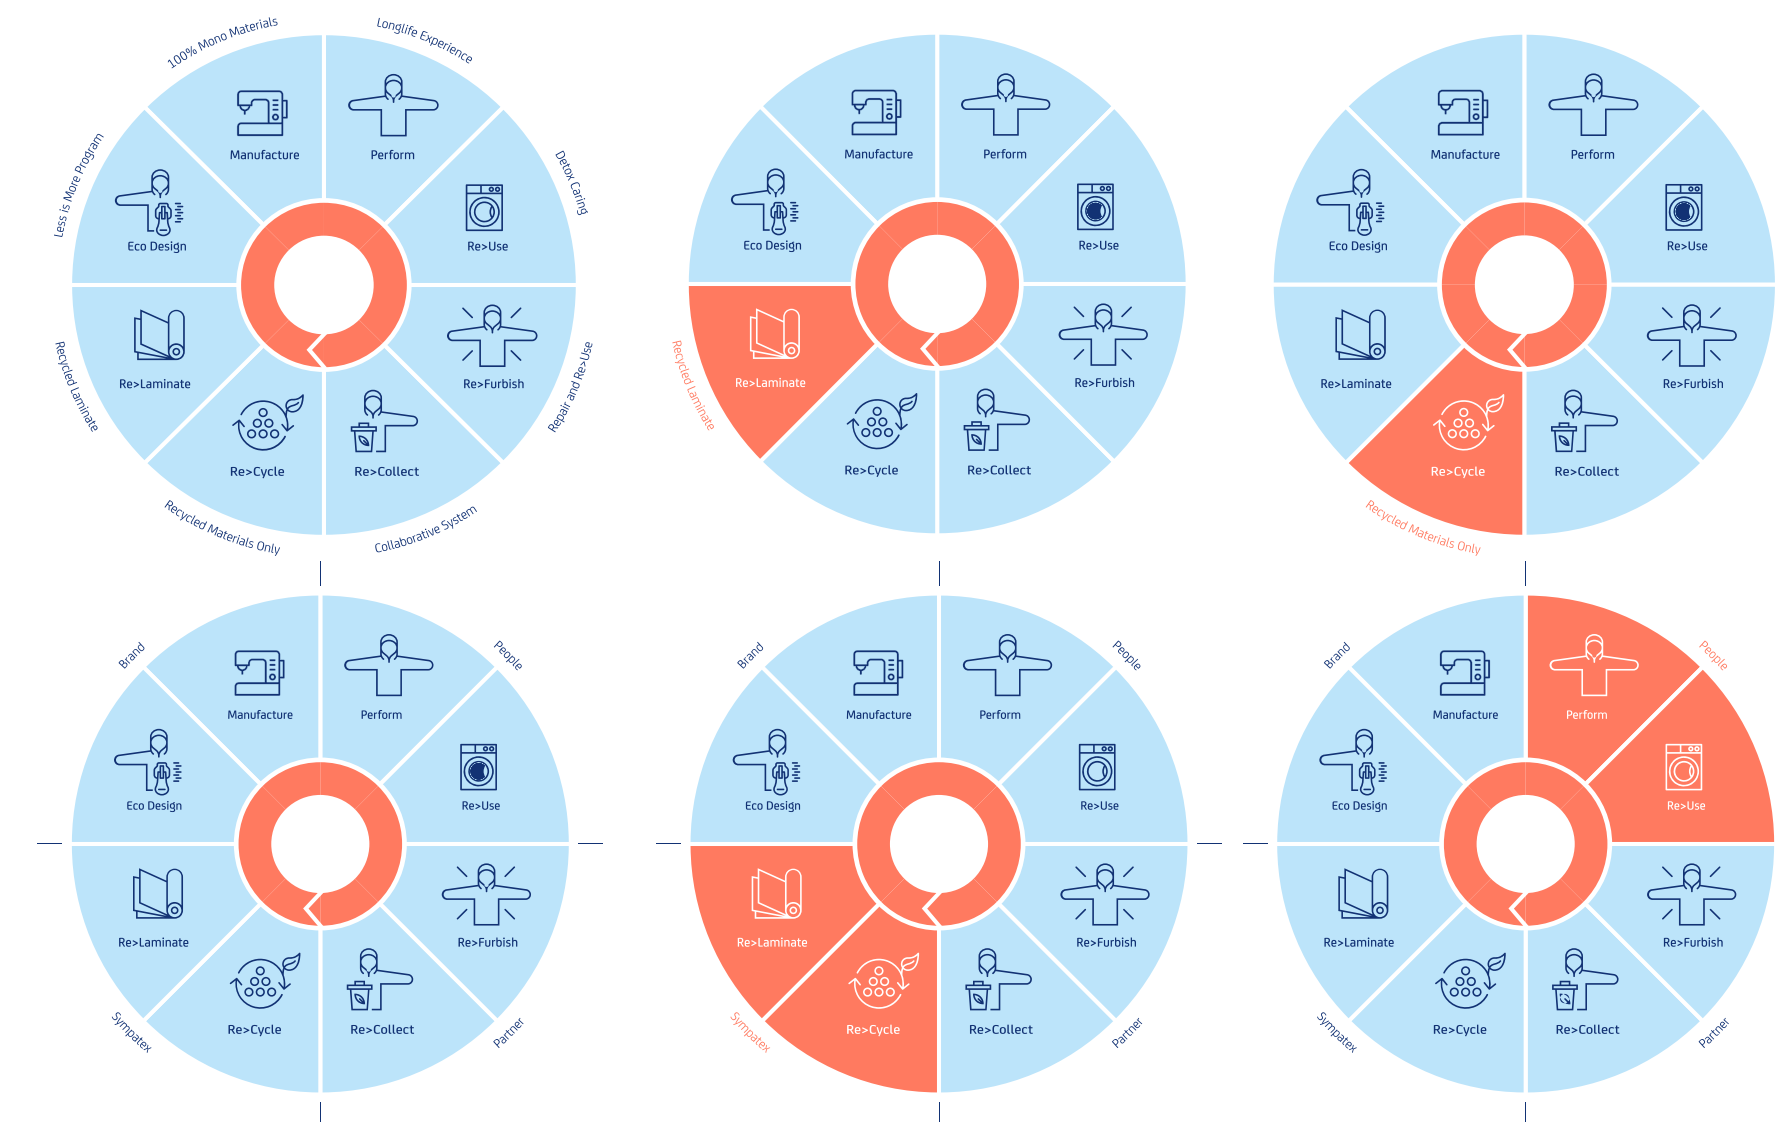 100% Mono Materials
Longlife Experience
Less is More Program
Detox Caring
Manufacture
Perform
Eco Design
Re>Use
Re>Laminate
Re>Furbish
Re>Cycle
Re>Collect
Recycled Laminate
Repair and Re>Use
Recycled Materials Only
Collaborative System
Manufacture
Perform
Eco Design
Re>Use
Re>Laminate
Re>Furbish
Re>Cycle
Re>Collect
Recycled Laminate
Manufacture
Perform
Eco Design
Re>Use
Re>Laminate
Re>Furbish
Re>Cycle
Re>Collect
Recycled Materials Only
Brand
People
Manufacture
Perform
Eco Design
Re>Use
Re>Laminate
Re>Furbish
Re>Cycle
Re>Collect
Sympatex
Partner
Brand
People
Manufacture
Perform
Eco Design
Re>Use
Re>Laminate
Re>Furbish
Re>Cycle
Re>Collect
Sympatex
Partner
Brand
People
Manufacture
Perform
Eco Design
Re>Use
Re>Laminate
Re>Furbish
Re>Cycle
Re>Collect
Sympatex
Partner